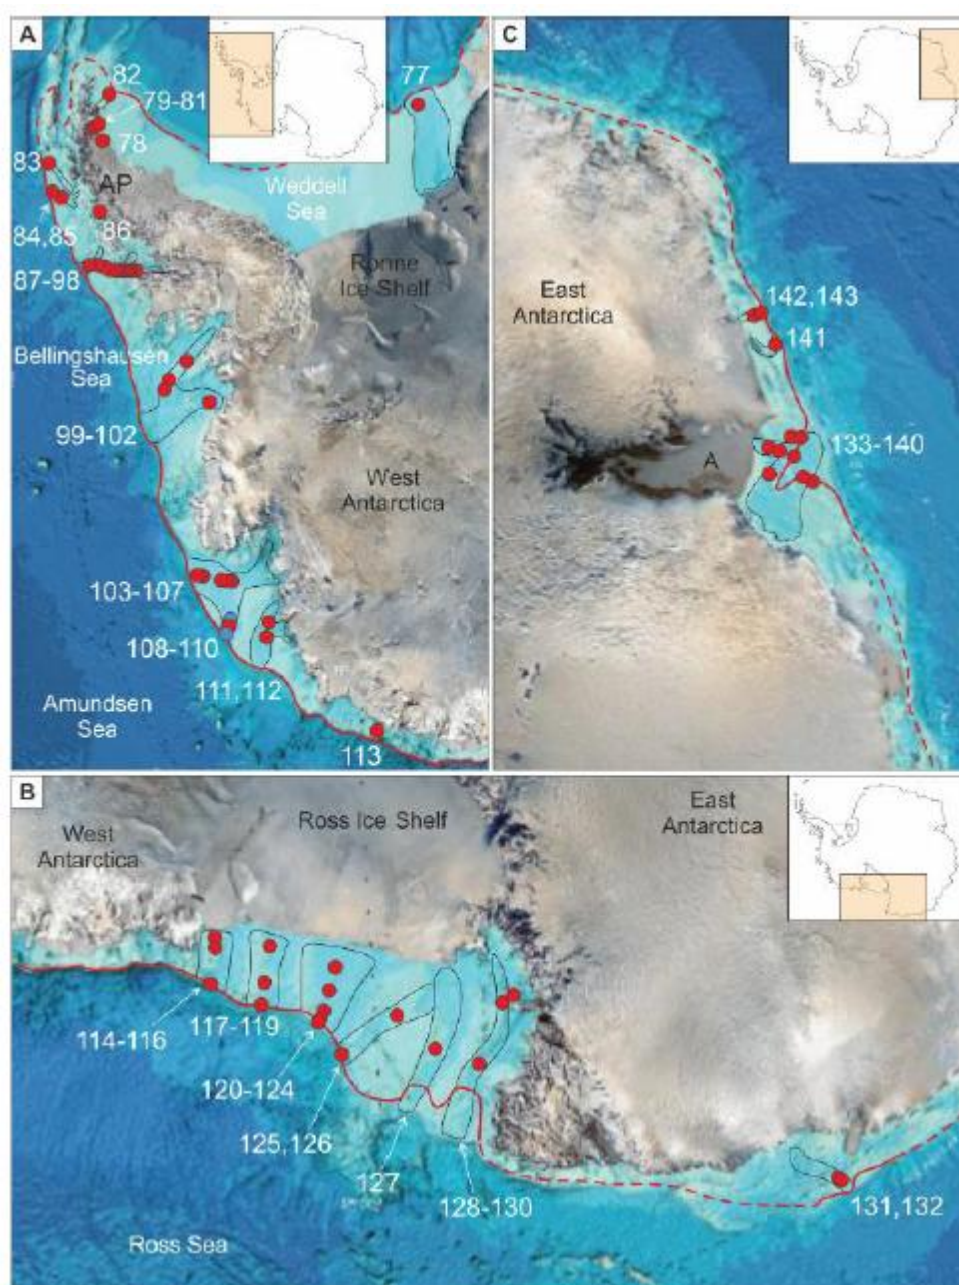 A
82
79-81
78
77
83
AP
Weddell
Sea
84,85
86
87-98
Ronne
Ice Shelf
Bellingshausen
Sea
99-102
West
Antarctica
103-107
108-110
111,112
Amundsen
Sea
113
C
East
Antarctica
142,143
141
133-140
A
B
West
Antarctica
Ross Ice Shelf
East
Antarctica
114-116
117-119
120-124
125,126
127
128-130
131,132
Ross Sea